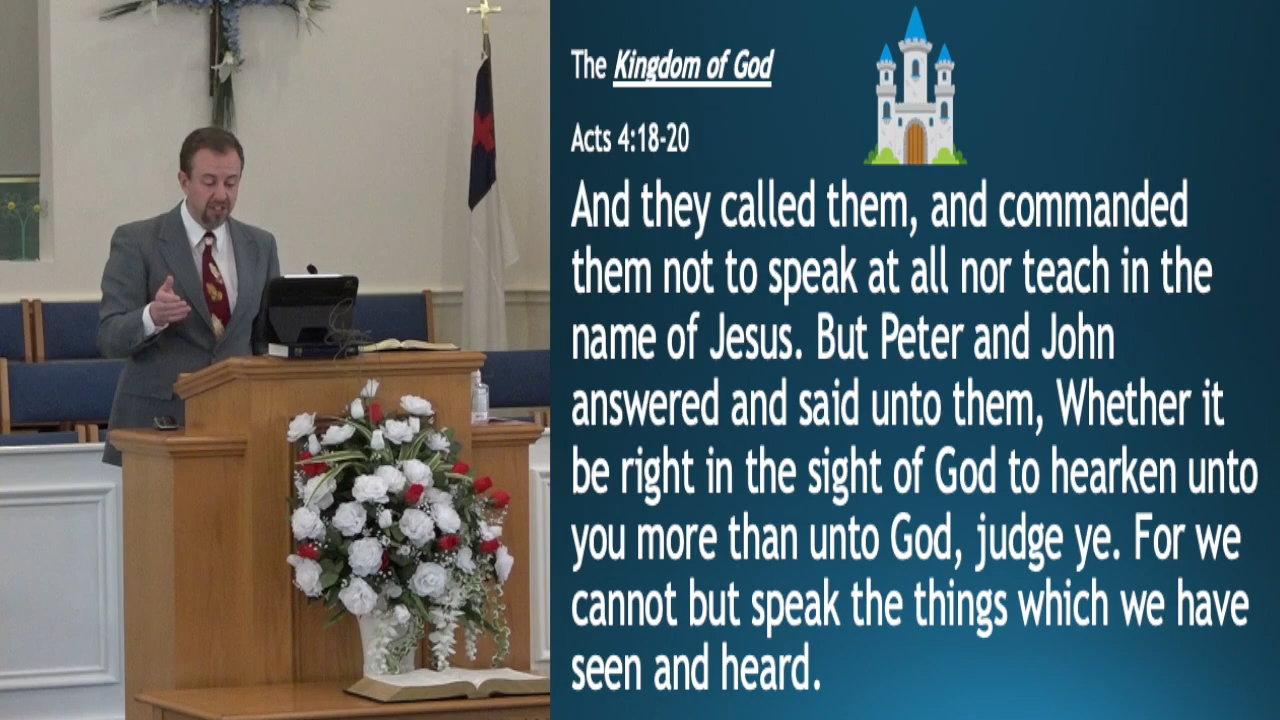 The Kingdom of God
Acts 4:18-20
And they called them, and commanded
them not to speak at all nor teach in the
name of Jesus. But Peter and John
answered and said unto them, Whether it
be right in the sight of God to hearken unto
you more than unto God, judge ye. For we
cannot but speak the things which we have
seen and heard.